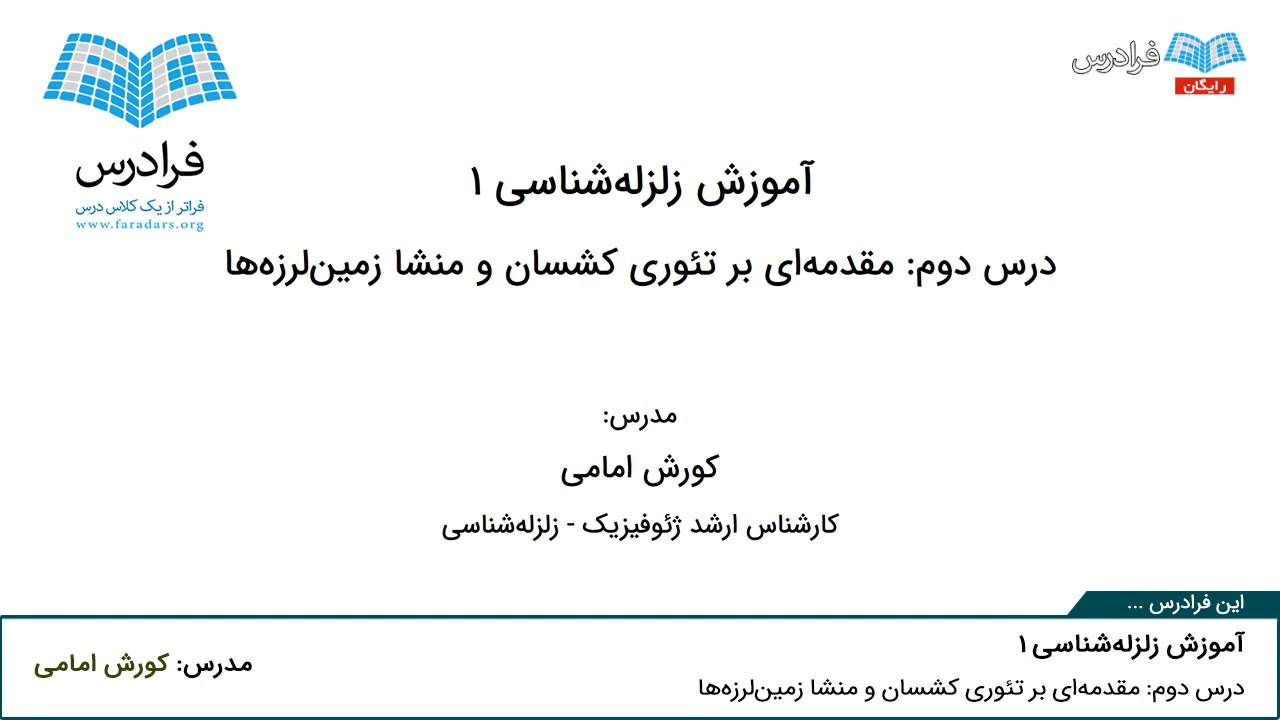 فرادرس
فراتر از یک کلاس درس
www.faradars.org
فرادرس
رایگان
آموزش زلزله‌شناسی ۱
درس دوم: مقدمه‌ای بر تئوری کشسان و منشا زمین‌لرزه‌ها
مدرس:
کورش امامی
کارشناس ارشد ژئوفیزیک - زلزله‌شناسی
این فرادرس ...
آموزش زلزله‌شناسی ۱
درس دوم: مقدمه‌ای بر تئوری کشسان و منشا زمین‌لرزه‌ها
مدرس: کورش امامی